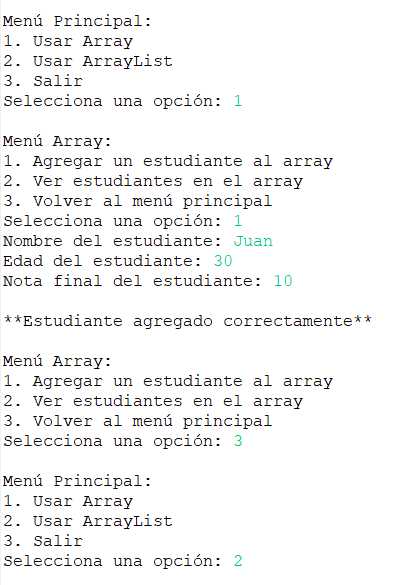 Menú Principal:
1. Usar Array
2. Usar ArrayList
3. Salir
Selecciona una opción: 1
Menú Array:
1. Agregar un estudiante al array
2. Ver estudiantes en el array
3. Volver al menú principal
Selecciona una opción: 1
Nombre del estudiante: Juan
Edad del estudiante: 30
Nota final del estudiante: 10
**Estudiante agregado correctamente**
Menú Array:
1. Agregar un estudiante al array
2. Ver estudiantes en el array
3. Volver al menú principal
Selecciona una opción: 3
Menú Principal:
1. Usar Array
2. Usar ArrayList
3. Salir
Selecciona una opción: 2